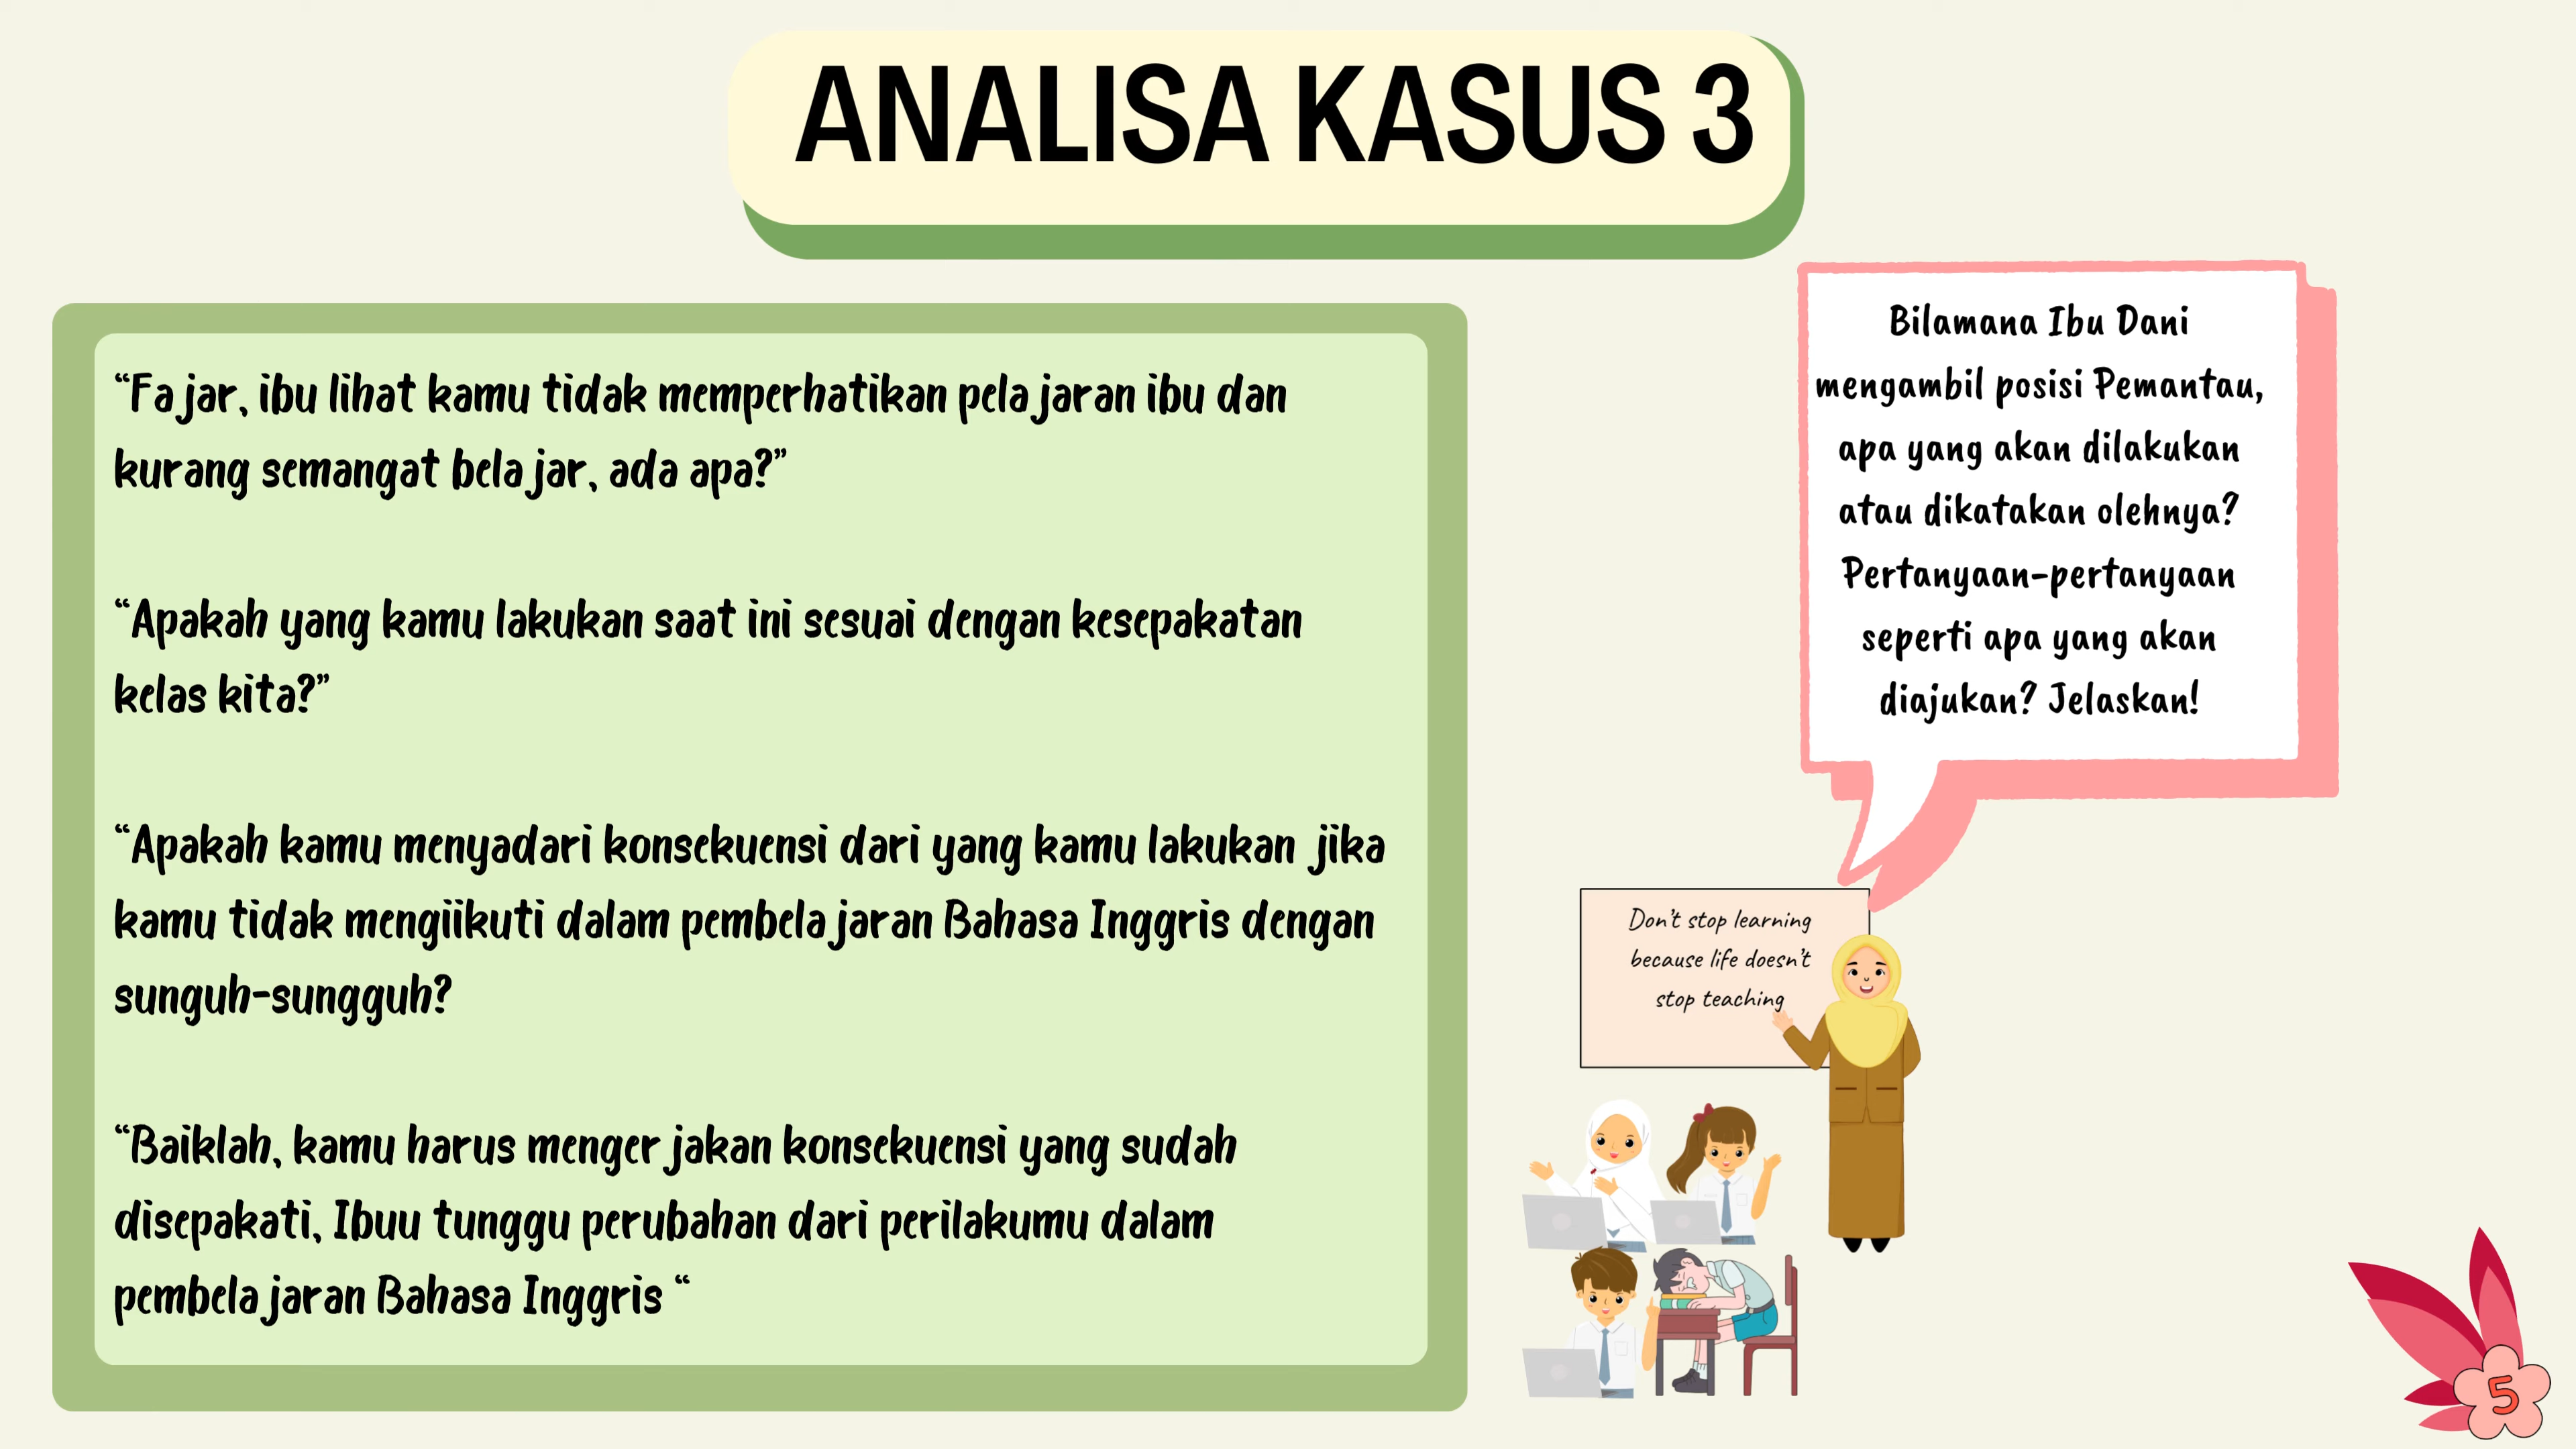 ANALISA KASUS 3
“Fajar, ibu lihat kamu tidak memperhatikan pelajaran ibu dan
kurang semangat belajar, ada apa?”
“Apakah yang kamu lakukan saat ini sesuai dengan kesepakatan
kelas kita?”
“Apakah kamu menyadari konsekuensi dari yang kamu lakukan jika
kamu tidak mengiikuti dalam pembelajaran Bahasa Inggris dengan
sunguh-sungguh?
“Baiklah, kamu harus mengerjakan konsekuensi yang sudah
disepakati, Ibuu tunggu perubahan dari perilakumu dalam
pembelajaran Bahasa Inggris “
Bilamana Ibu Dani
mengambil posisi Pemantau,
apa yang akan dilakukan
atau dikatakan olehnya?
Pertanyaan-pertanyaan
seperti apa yang akan
diajukan? Jelaskan!
Don't stop learning
because life doesn't
stop teaching
5